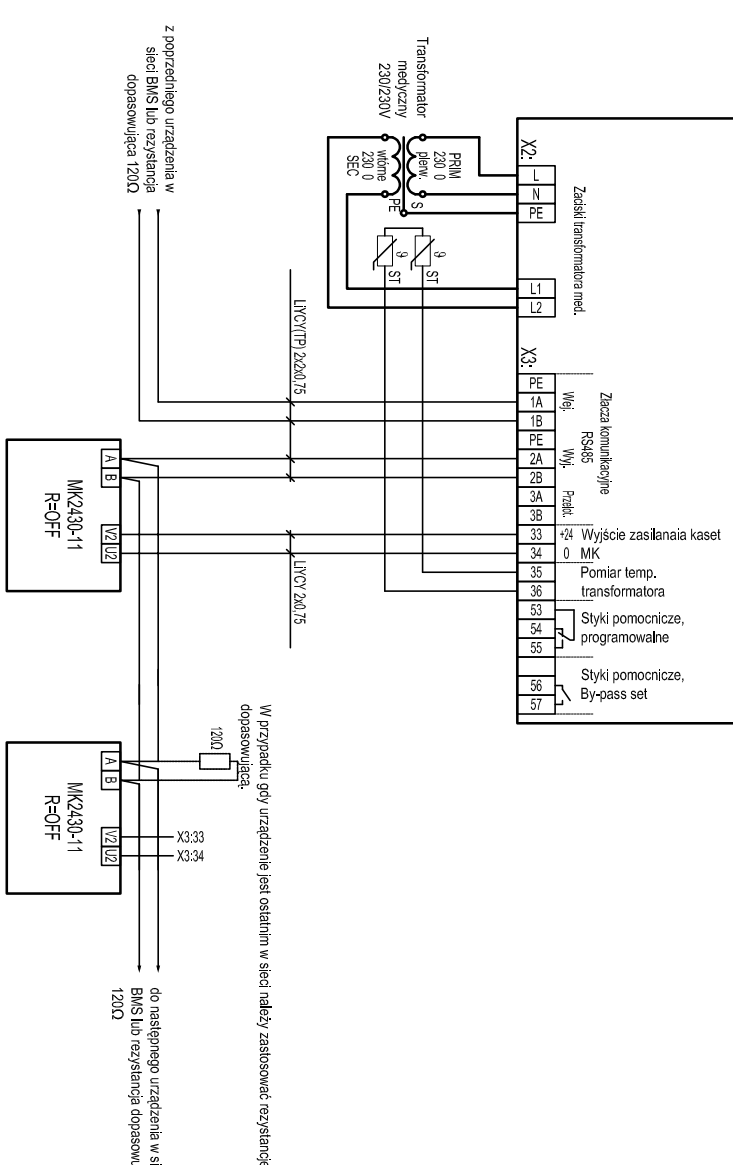 X2:
Zaciski transformatora med.
L
N
PE
L1
L2
Transformator
medyczny
230/230V
PRIM
230 0
pierw.
S
wtórne
230 0
SEC
PE
ϑ
ST
ϑ
ST
X3:
Złacza komunikacyjne
RS485
Wej.
Wyj.
Przelot.
PE
1A
1B
PE
2A
2B
3A
3B
33 +24 Wyjście zasilanaia kaset
34 0 MK
35 Pomiar temp.
36 transformatora
53
54
55
Styki pomocnicze,
programowalne
56
57
Styki pomocnicze,
By-pass set
z poprzedniego urządzenia w
sieci BMS lub rezystancja
dopasowująca 120Ω
LiYCY(TP) 2x2x0,75
LiYCY 2x0,75
A
B
V2
U2
MK2430-11
R=OFF
W przypadku gdy urządzenie jest ostatnim w sieci należy zastosować rezystancję
dopasowującą.
120Ω
A
B
V2
U2
X3:33
X3:34
MK2430-11
R=OFF
do następnego urządzenia w si
BMS lub rezystancja dopasowu
120Ω